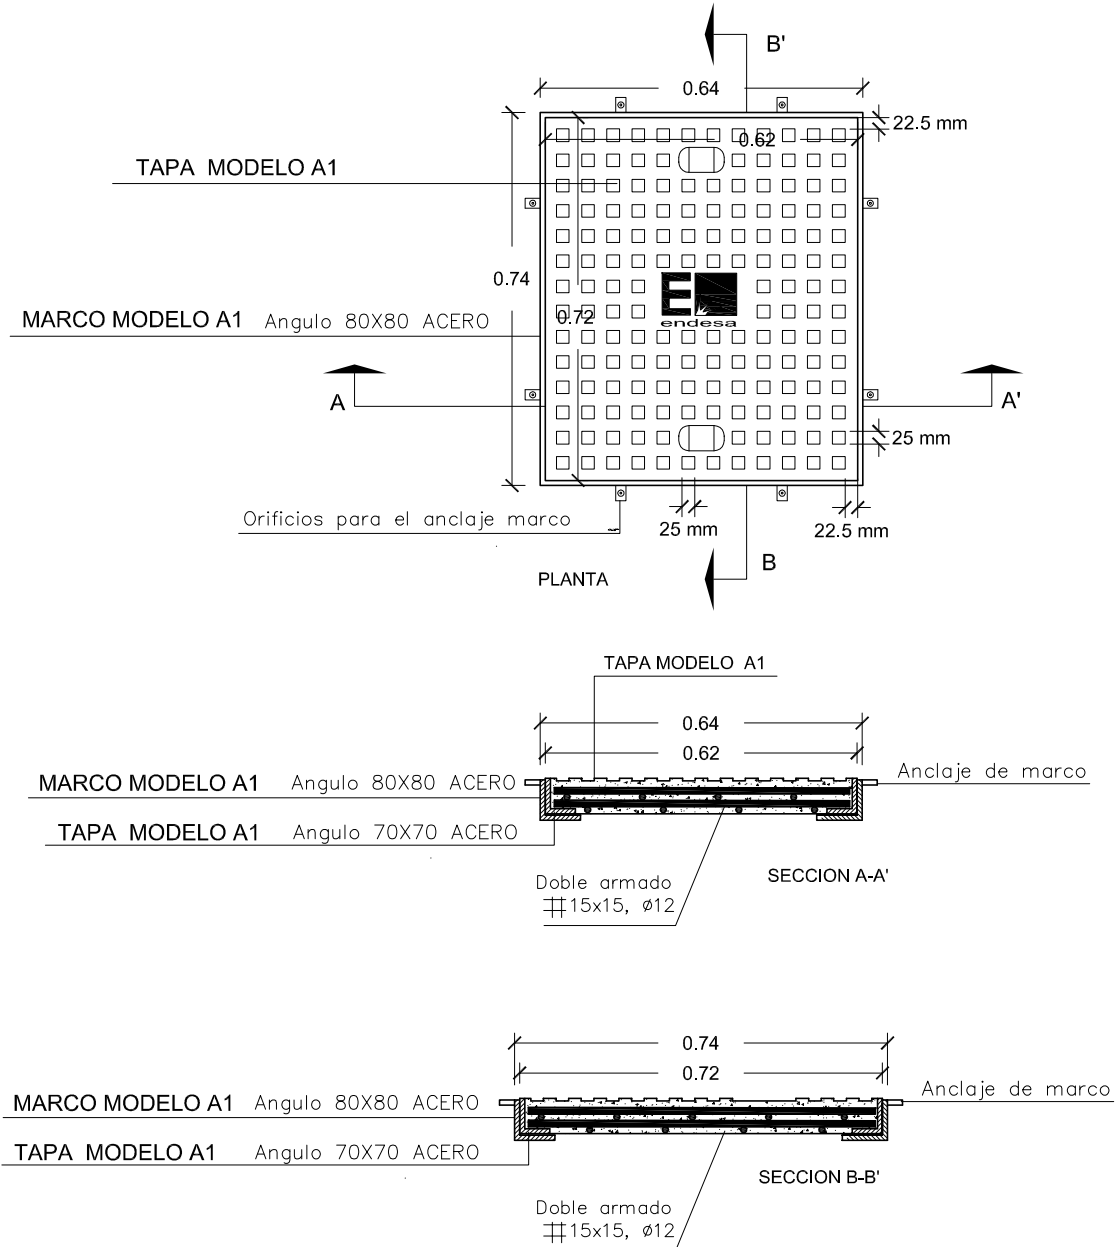 B'
0.64
22.5 mm
0.62
TAPA MODELO A1
0.74
E
endesa
0.72
MARCO MODELO A1 Angulo 80X80 ACERO
A
A'
25 mm
Orificios para el anclaje marco
25 mm
22.5 mm
B
PLANTA
TAPA MODELO A1
0.64
0.62
Anclaje de marco
MARCO MODELO A1 Angulo 80X80 ACERO
TAPA MODELO A1 Angulo 70X70 ACERO
SECCION A-A'
Doble armado
15x15, ø12
0.74
0.72
Anclaje de marco
MARCO MODELO A1 Angulo 80X80 ACERO
TAPA MODELO A1 Angulo 70X70 ACERO
SECCION B-B'
Doble armado
15x15, ø12